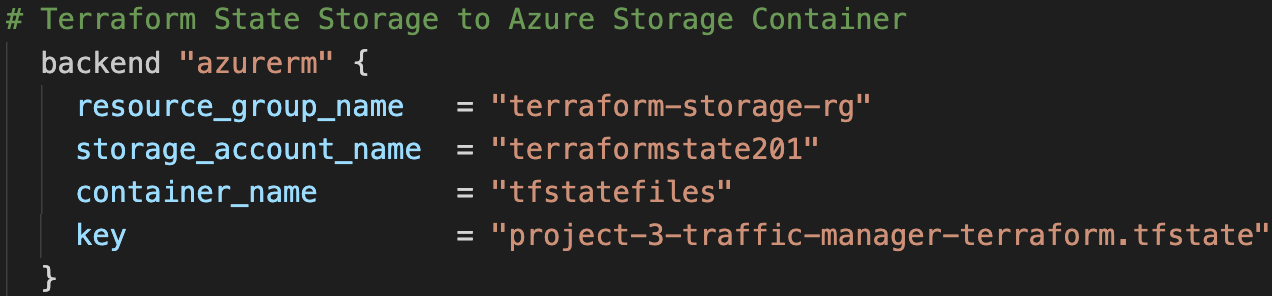 # Terraform State Storage to Azure Storage Container
backend "azurerm" {
resource_group_name = "terraform-storage-rg"
storage_account_name = "terraformstate201"
container_name = "tfstatefiles"
key = "project-3-traffic-manager-terraform.tfstate"
}